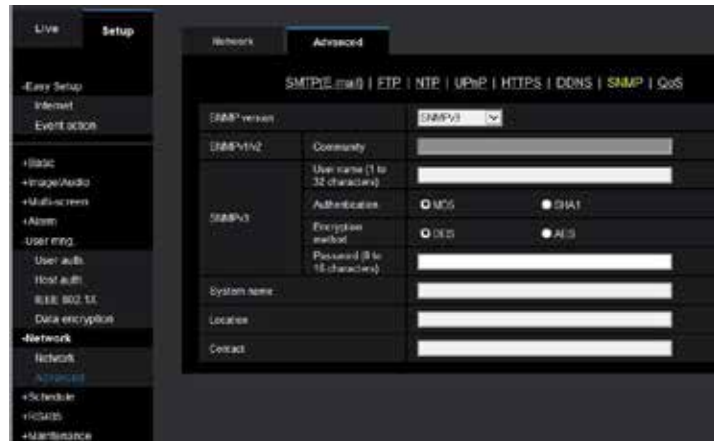 Live
Setup
Network
Advanced
-Easy Setup
Internet
Event action
+Basic
+Image/Audio
+Multi-screen
+Alarm
-User mng.
User auth.
Host auth.
IEEE 802.1X
Data encryption
-Network
Network
Advanced
+Schedule
+RS485
+Maintenance
SMTP(E-mail) | FTP | NTP | UPnP | HTTPS | DDNS | SNMP | QoS
SNMP version
SNMPv3
SNMPv1/v2
Community
SNMPv3
User name (1 to
32 characters)
Authentication
MD5
SHA1
Encryption
method
DES
AES
Password (8 to
16 characters)
System name
Location
Contact